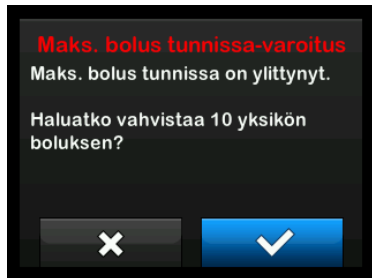 Maks. bolus tunnissa-varoitus
Maks. bolus tunnissa on ylittynyt.
Haluatko vahvistaa 10 yksikön
boluksen?